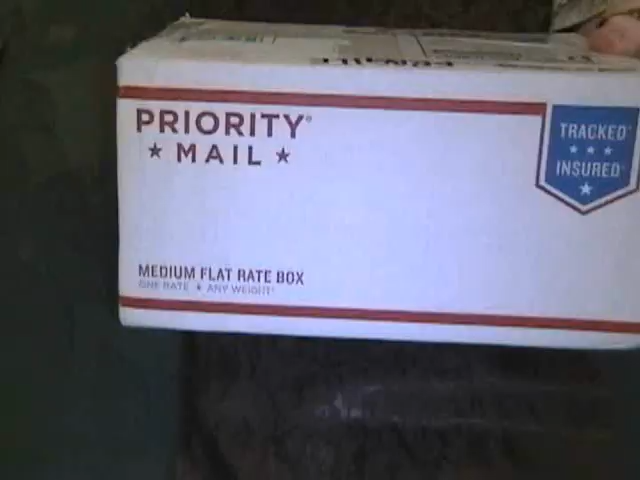 PRIORITY®
★ MAIL ★
TRACKED
★ ★ ★
INSURED
★
MEDIUM FLAT RATE BOX
ONE RATE ★ ANY WEIGHT